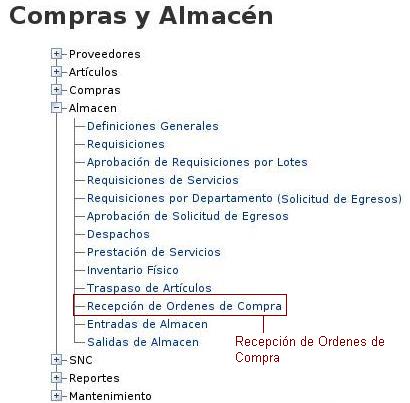 Compras y Almacén
Proveedores
Artículos
Compras
Almacen
Definiciones Generales
Requisiciones
Aprobación de Requisiciones por Lotes
Requisiciones de Servicios
Requisiciones por Departamento (Solicitud de Egresos)
Aprobación de Solicitud de Egresos
Despachos
Prestación de Servicios
Inventario Físico
Traspaso de Artículos
Recepción de Ordenes de Compra
Entradas de Almacen
Salidas de Almacen
Recepción de Ordenes de
Compra
SNC
Reportes
Mantenimiento